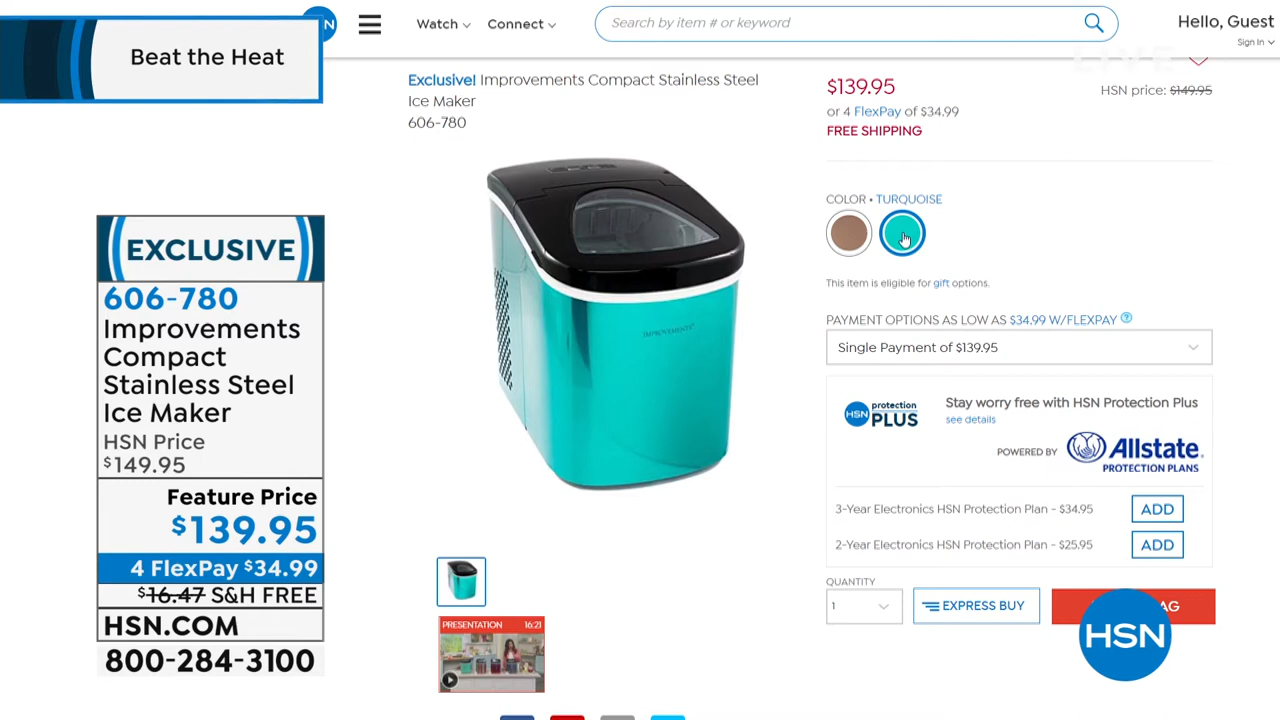 Beat the Heat
N
Watch
Connect
Search by item # or keyword
Hello, Guest
Sign In
LIVE
Exclusive! Improvements Compact Stainless Steel
Ice Maker
606-780
$139.95
HSN price: $149.95
or 4 FlexPay of $34.99
FREE SHIPPING
COLOR • TURQUOISE
This item is eligible for gift options.
PAYMENT OPTIONS AS LOW AS $34.99 W/FLEXPAY ?
Single Payment of $139.95
HSN protection PLUS
Stay worry free with HSN Protection Plus
see details
POWERED BY Allstate.
PROTECTION PLANS
3-Year Electronics HSN Protection Plan - $34.95
ADD
2-Year Electronics HSN Protection Plan - $25.95
ADD
QUANTITY
1
EXPRESS BUY
AG
HSN
IMPROVEMENTS
PRESENTATION 16:21
EXCLUSIVE
606-780
Improvements
Compact
Stainless Steel
Ice Maker
HSN Price
$149.95
Feature Price
$139.95
4 FlexPay $34.99
$16.47 S&H FREE
HSN.COM
800-284-3100